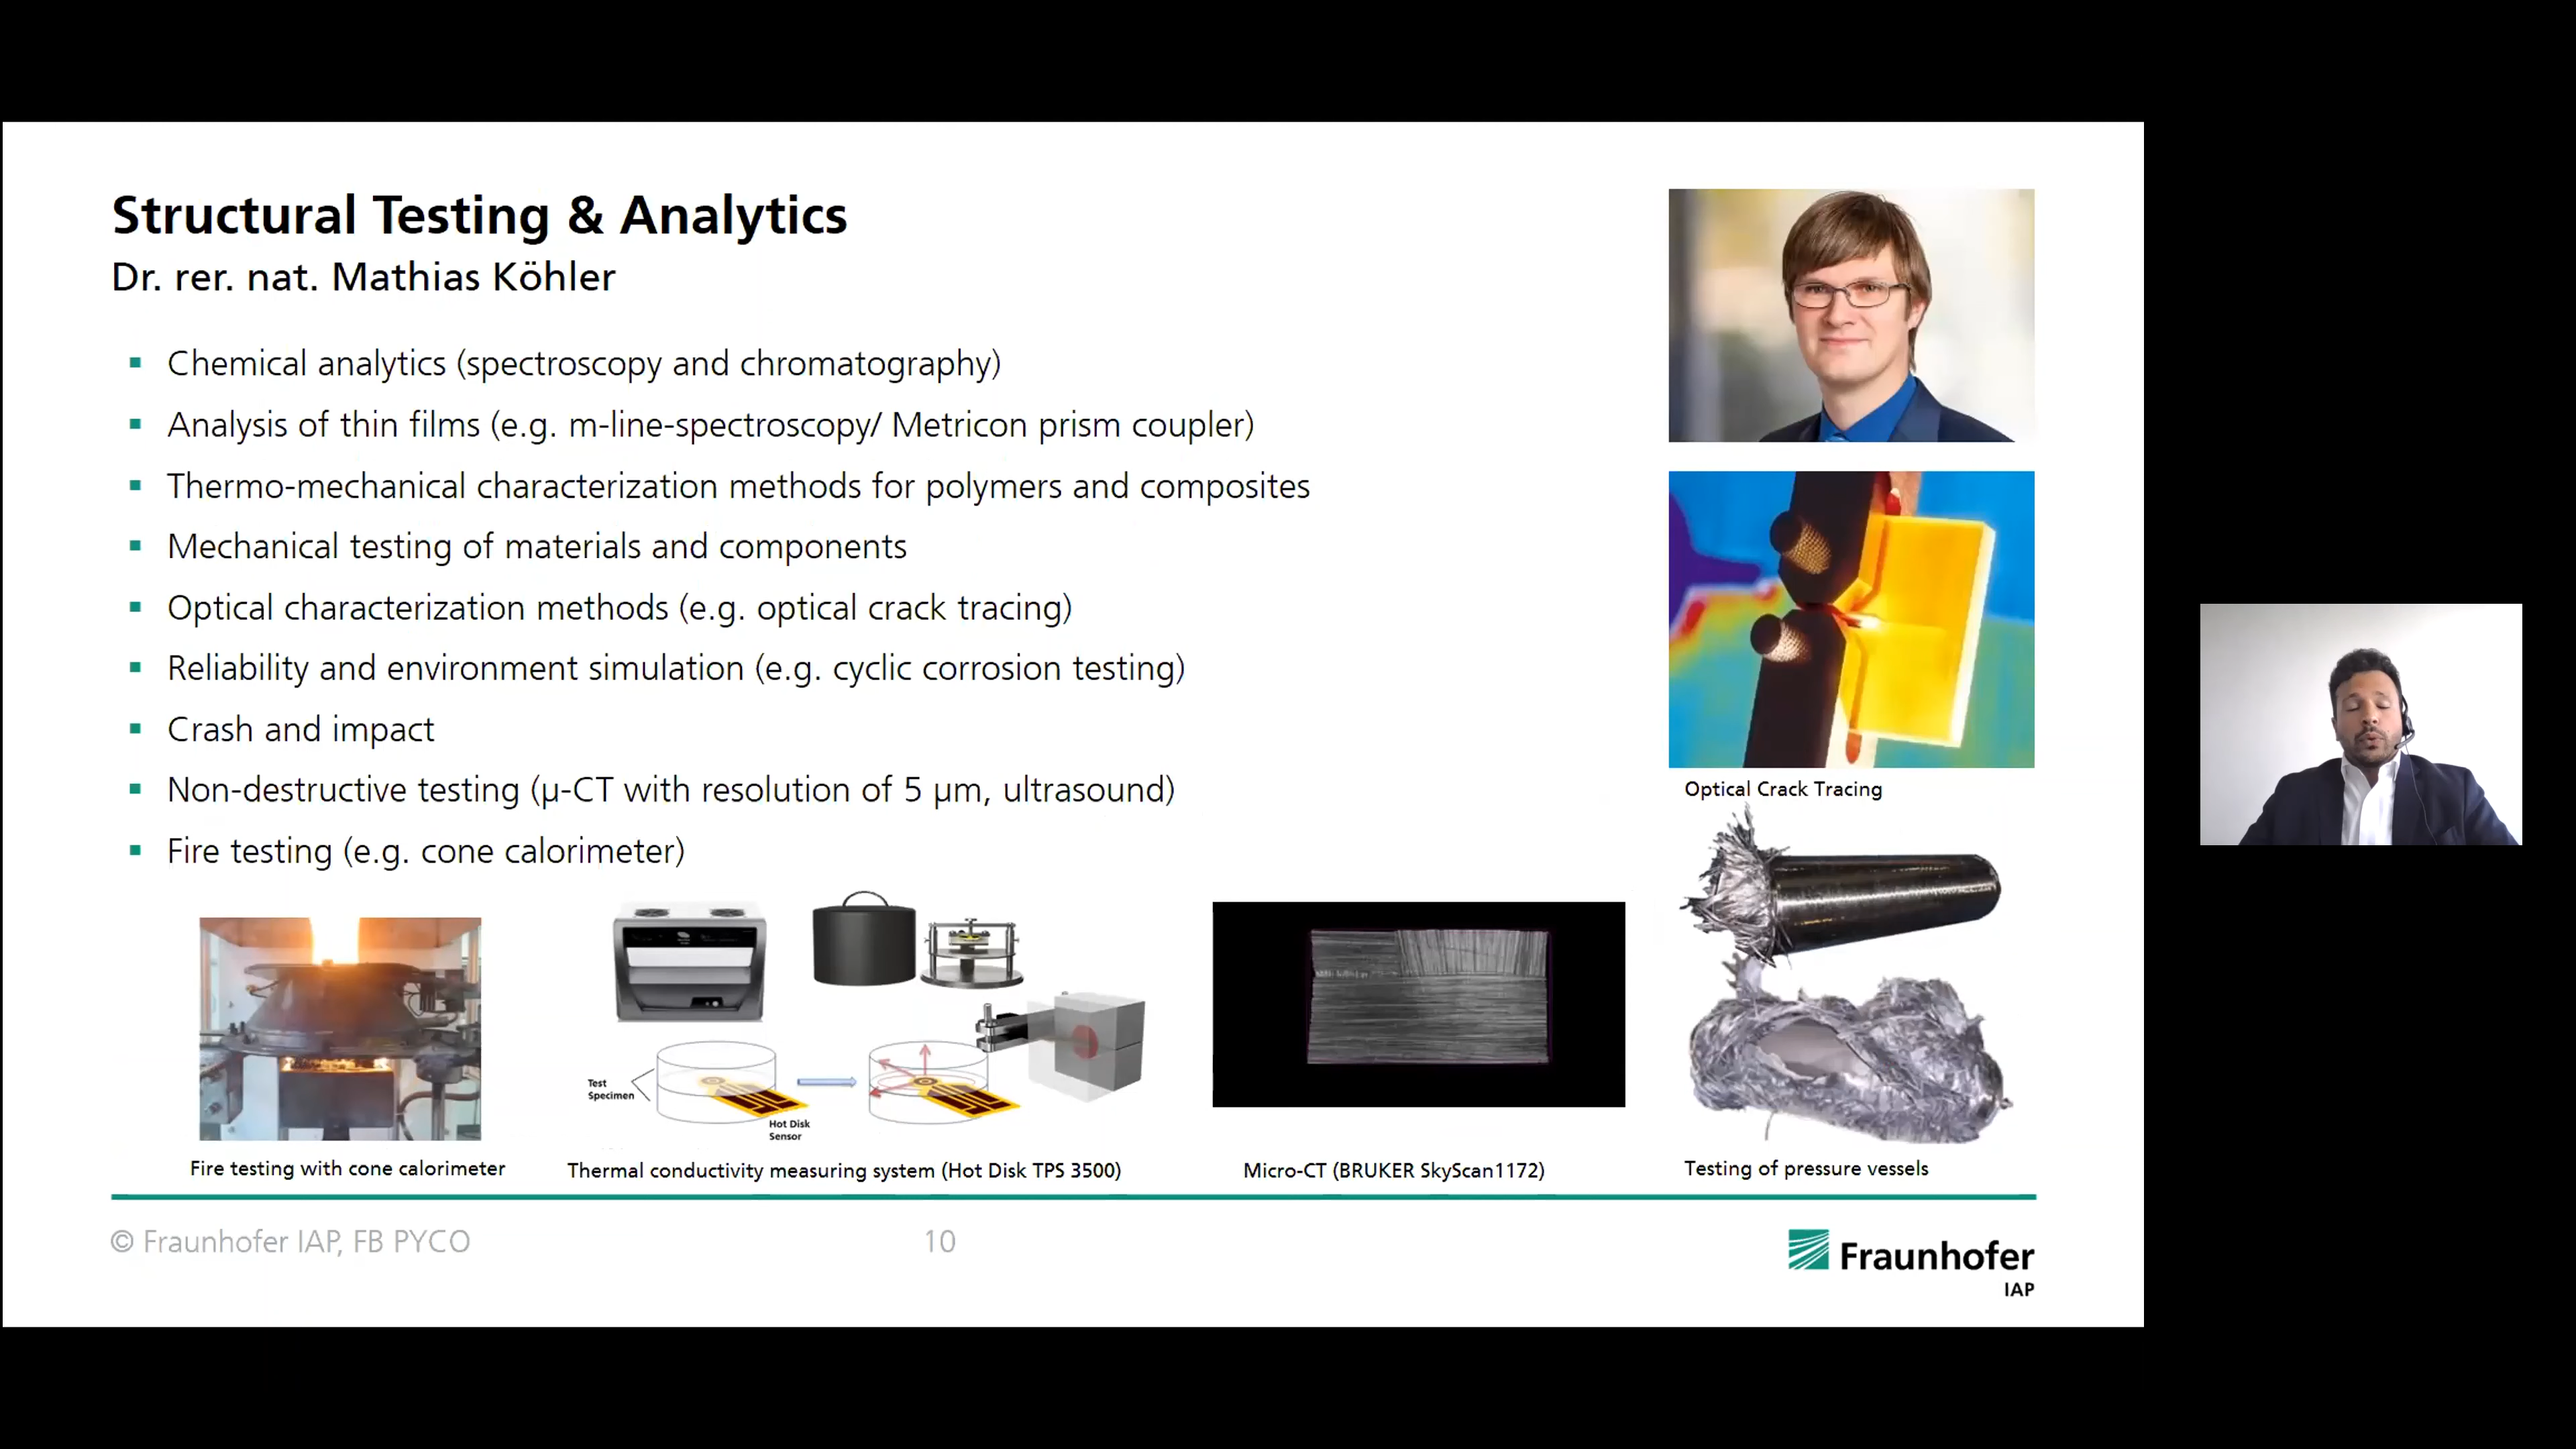 Structural Testing & Analytics
Dr. rer. nat. Mathias Köhler
Chemical analytics (spectroscopy and chromatography)
Analysis of thin films (e.g. m-line-spectroscopy/ Metricon prism coupler)
Thermo-mechanical characterization methods for polymers and composites
Mechanical testing of materials and components
Optical characterization methods (e.g. optical crack tracing)
Reliability and environment simulation (e.g. cyclic corrosion testing)
Crash and impact
Non-destructive testing (µ-CT with resolution of 5 µm, ultrasound)
Fire testing (e.g. cone calorimeter)
Optical Crack Tracing
Test
Specimen
Hot Disk
Sensor
Fire testing with cone calorimeter
Thermal conductivity measuring system (Hot Disk TPS 3500)
Micro-CT (BRUKER SkyScan1172)
Testing of pressure vessels
© Fraunhofer IAP, FB PYCO
10
Fraunhofer
IAP